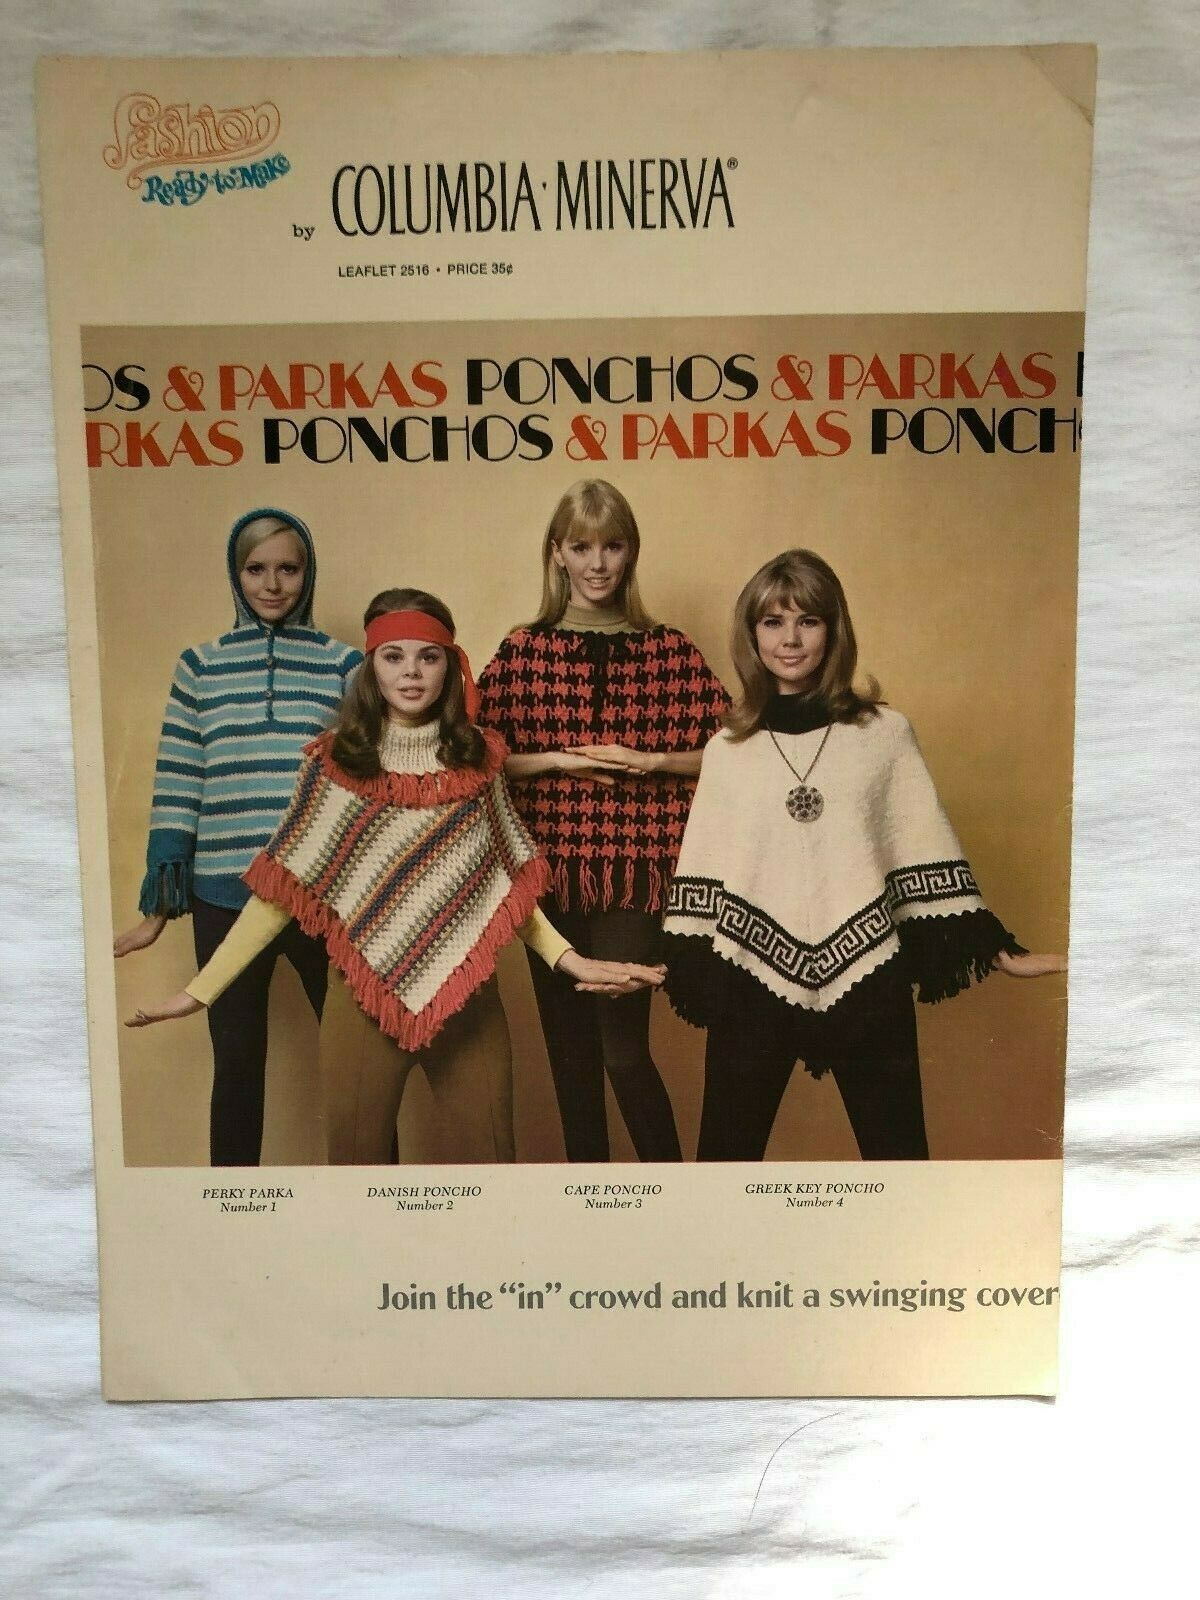 Fashion
Ready-to-Make
by COLUMBIA·MINERVA®
LEAFLET 2516 • PRICE 35¢
OS & PARKAS PONCHOS & PARKAS
RKAS PONCHOS & PARKAS PONCH
PERKY PARKA
Number 1
DANISH PONCHO
Number 2
CAPE PONCHO
Number 3
GREEK KEY PONCHO
Number 4
Join the “in” crowd and knit a swinging cover